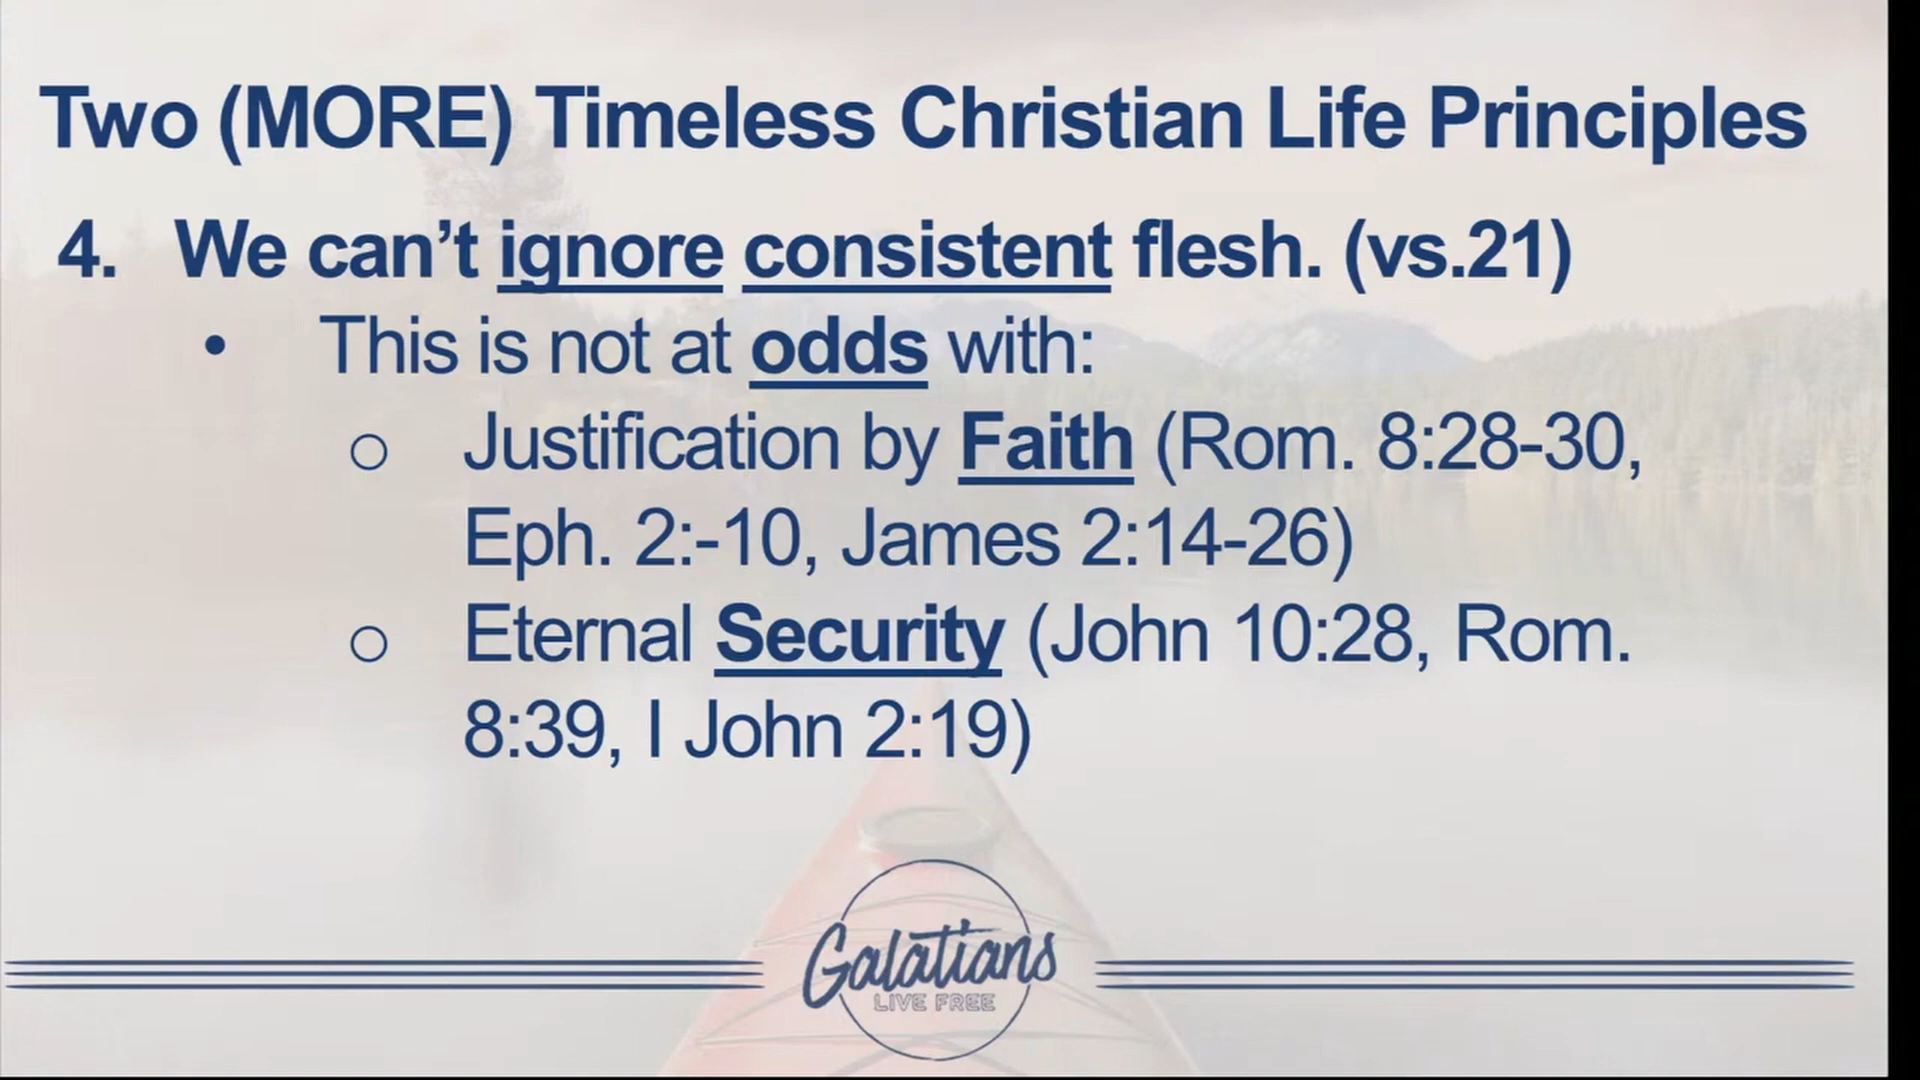 Two (MORE) Timeless Christian Life Principles
4. We can’t ignore consistent flesh. (vs.21)
• This is not at odds with:
o Justification by Faith (Rom. 8:28-30,
Eph. 2:-10, James 2:14-26)
o Eternal Security (John 10:28, Rom.
8:39, I John 2:19)
Galatians
LIVE FREE